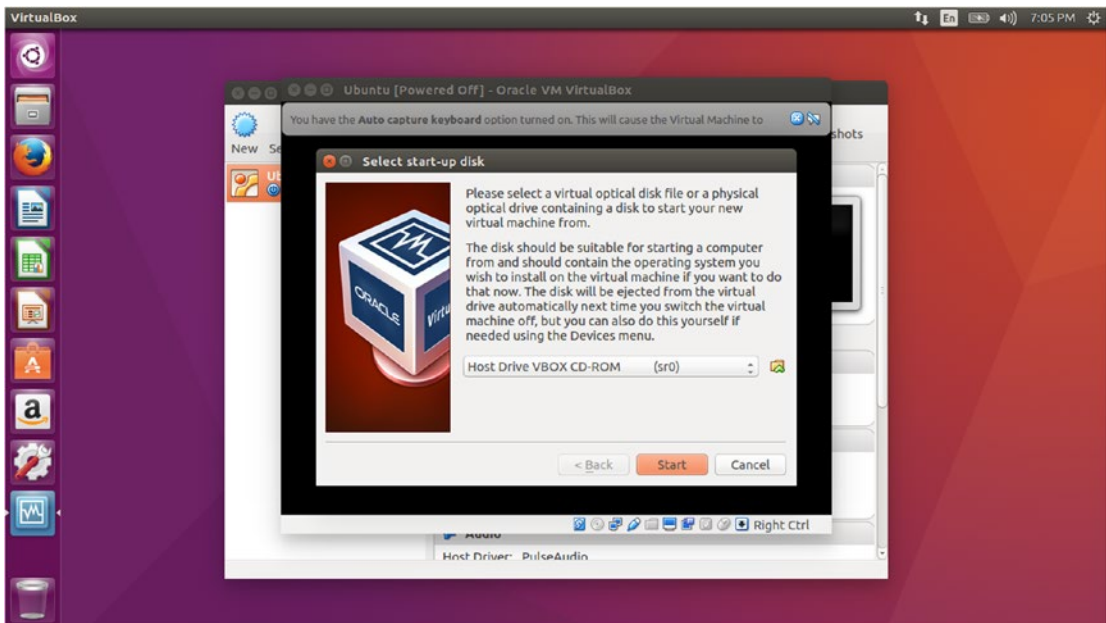 VirtualBox
En
7:05 PM
Ubuntu [Powered Off] - Oracle VM VirtualBox
You have the Auto capture keyboard option turned on. This will cause the Virtual Machine to
New
shots
Select start-up disk
Please select a virtual optical disk file or a physical
optical drive containing a disk to start your new
virtual machine from.
The disk should be suitable for starting a computer
from and should contain the operating system you
wish to install on the virtual machine if you want to do
that now. The disk will be ejected from the virtual
drive automatically next time you switch the virtual
machine off, but you can also do this yourself if
needed using the Devices menu.
ORACLE
Virtu
Host Drive VBOX CD-ROM (sr0)
< Back
Start
Cancel
Right Ctrl
Audio
Host Driver: PulseAudio